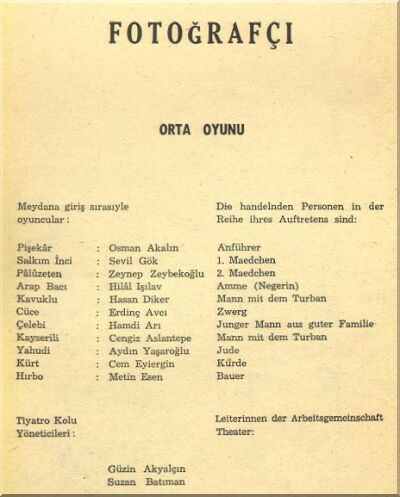 FOTOĞRAFÇI
ORTA OYUNU
Meydana giriş sırasıyle Die handelnden Personen in der
oyuncular: Reihe ihres Auftretens sind:
Pişekâr : Osman Akalın Anführer
Salkım İnci : Sevil Gök 1. Maedchen
Pâlûzeten : Zeynep Zeybekoğlu 2. Maedchen
Arap Bacı : Hilâl Işılav Amme (Negerin)
Kavuklu : Hasan Diker Mann mit dem Turban
Cüce : Erdinç Avcı Zwerg
Çelebi : Hamdi Arı Junger Mann aus guter Familie
Kayserili : Cengiz Aslantepe Mann mit dem Turban
Yahudi : Aydın Yaşaroğlu Jude
Kürt : Cem Eyiergin Kürde
Hırbo : Metin Esen Bauer
Tiyatro Kolu Leiterinnen der Arbeitsgemeinschaft
Yöneticileri : Theater:
Güzin Akyalçın
Suzan Batıman